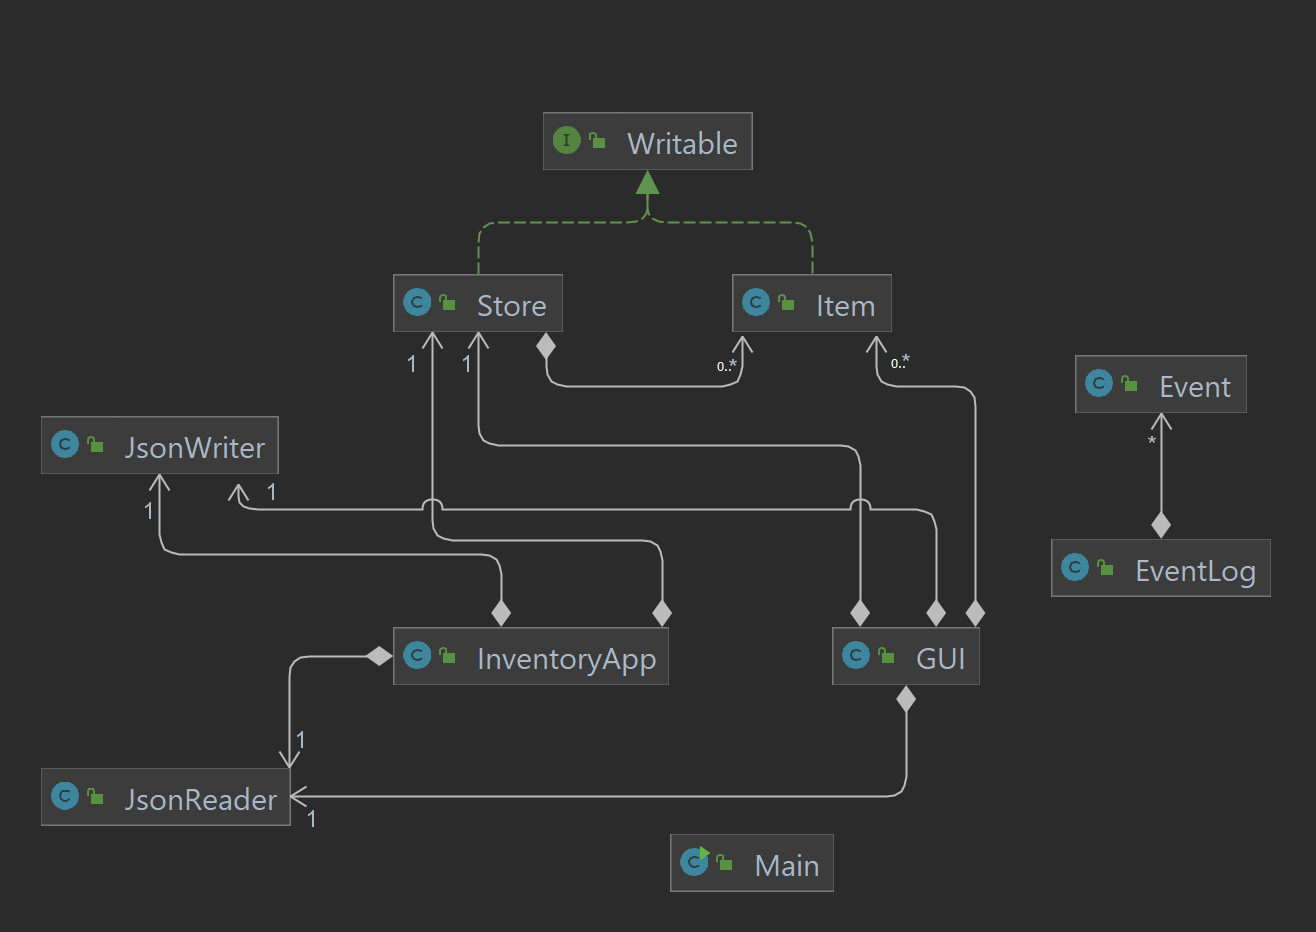 I Writable
C Store
C Item
1
1
0..*
0..*
C Event
*
C JsonWriter
1
1
C EventLog
C InventoryApp
C GUI
1
C JsonReader
1
C Main